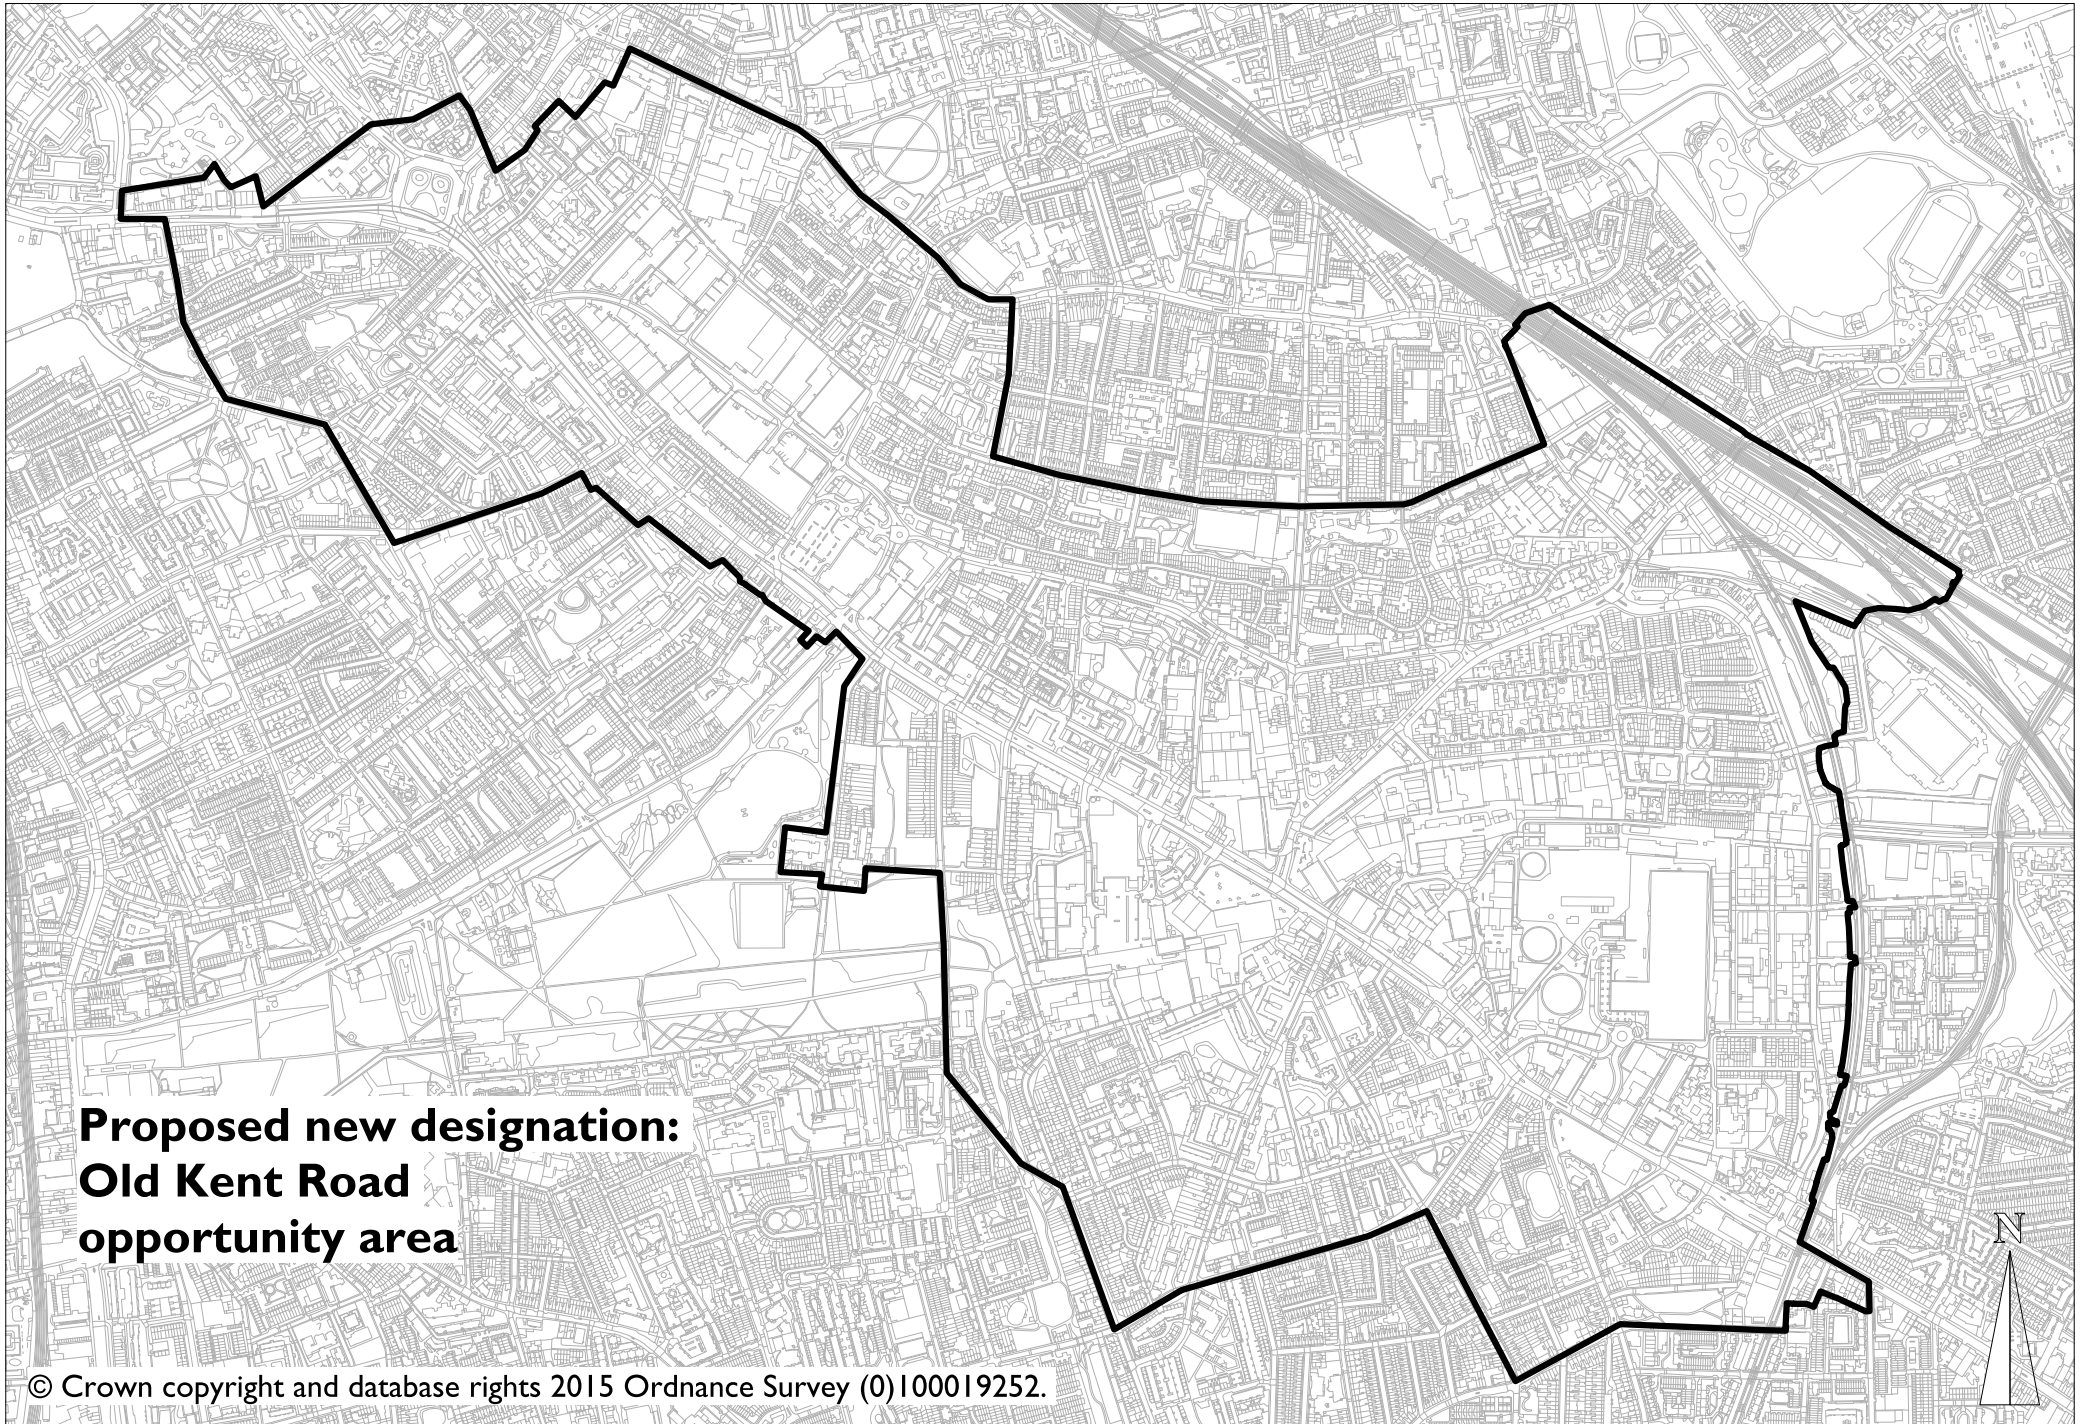 Proposed new designation:
Old Kent Road
opportunity area
N
© Crown copyright and database rights 2015 Ordnance Survey (0)100019252.